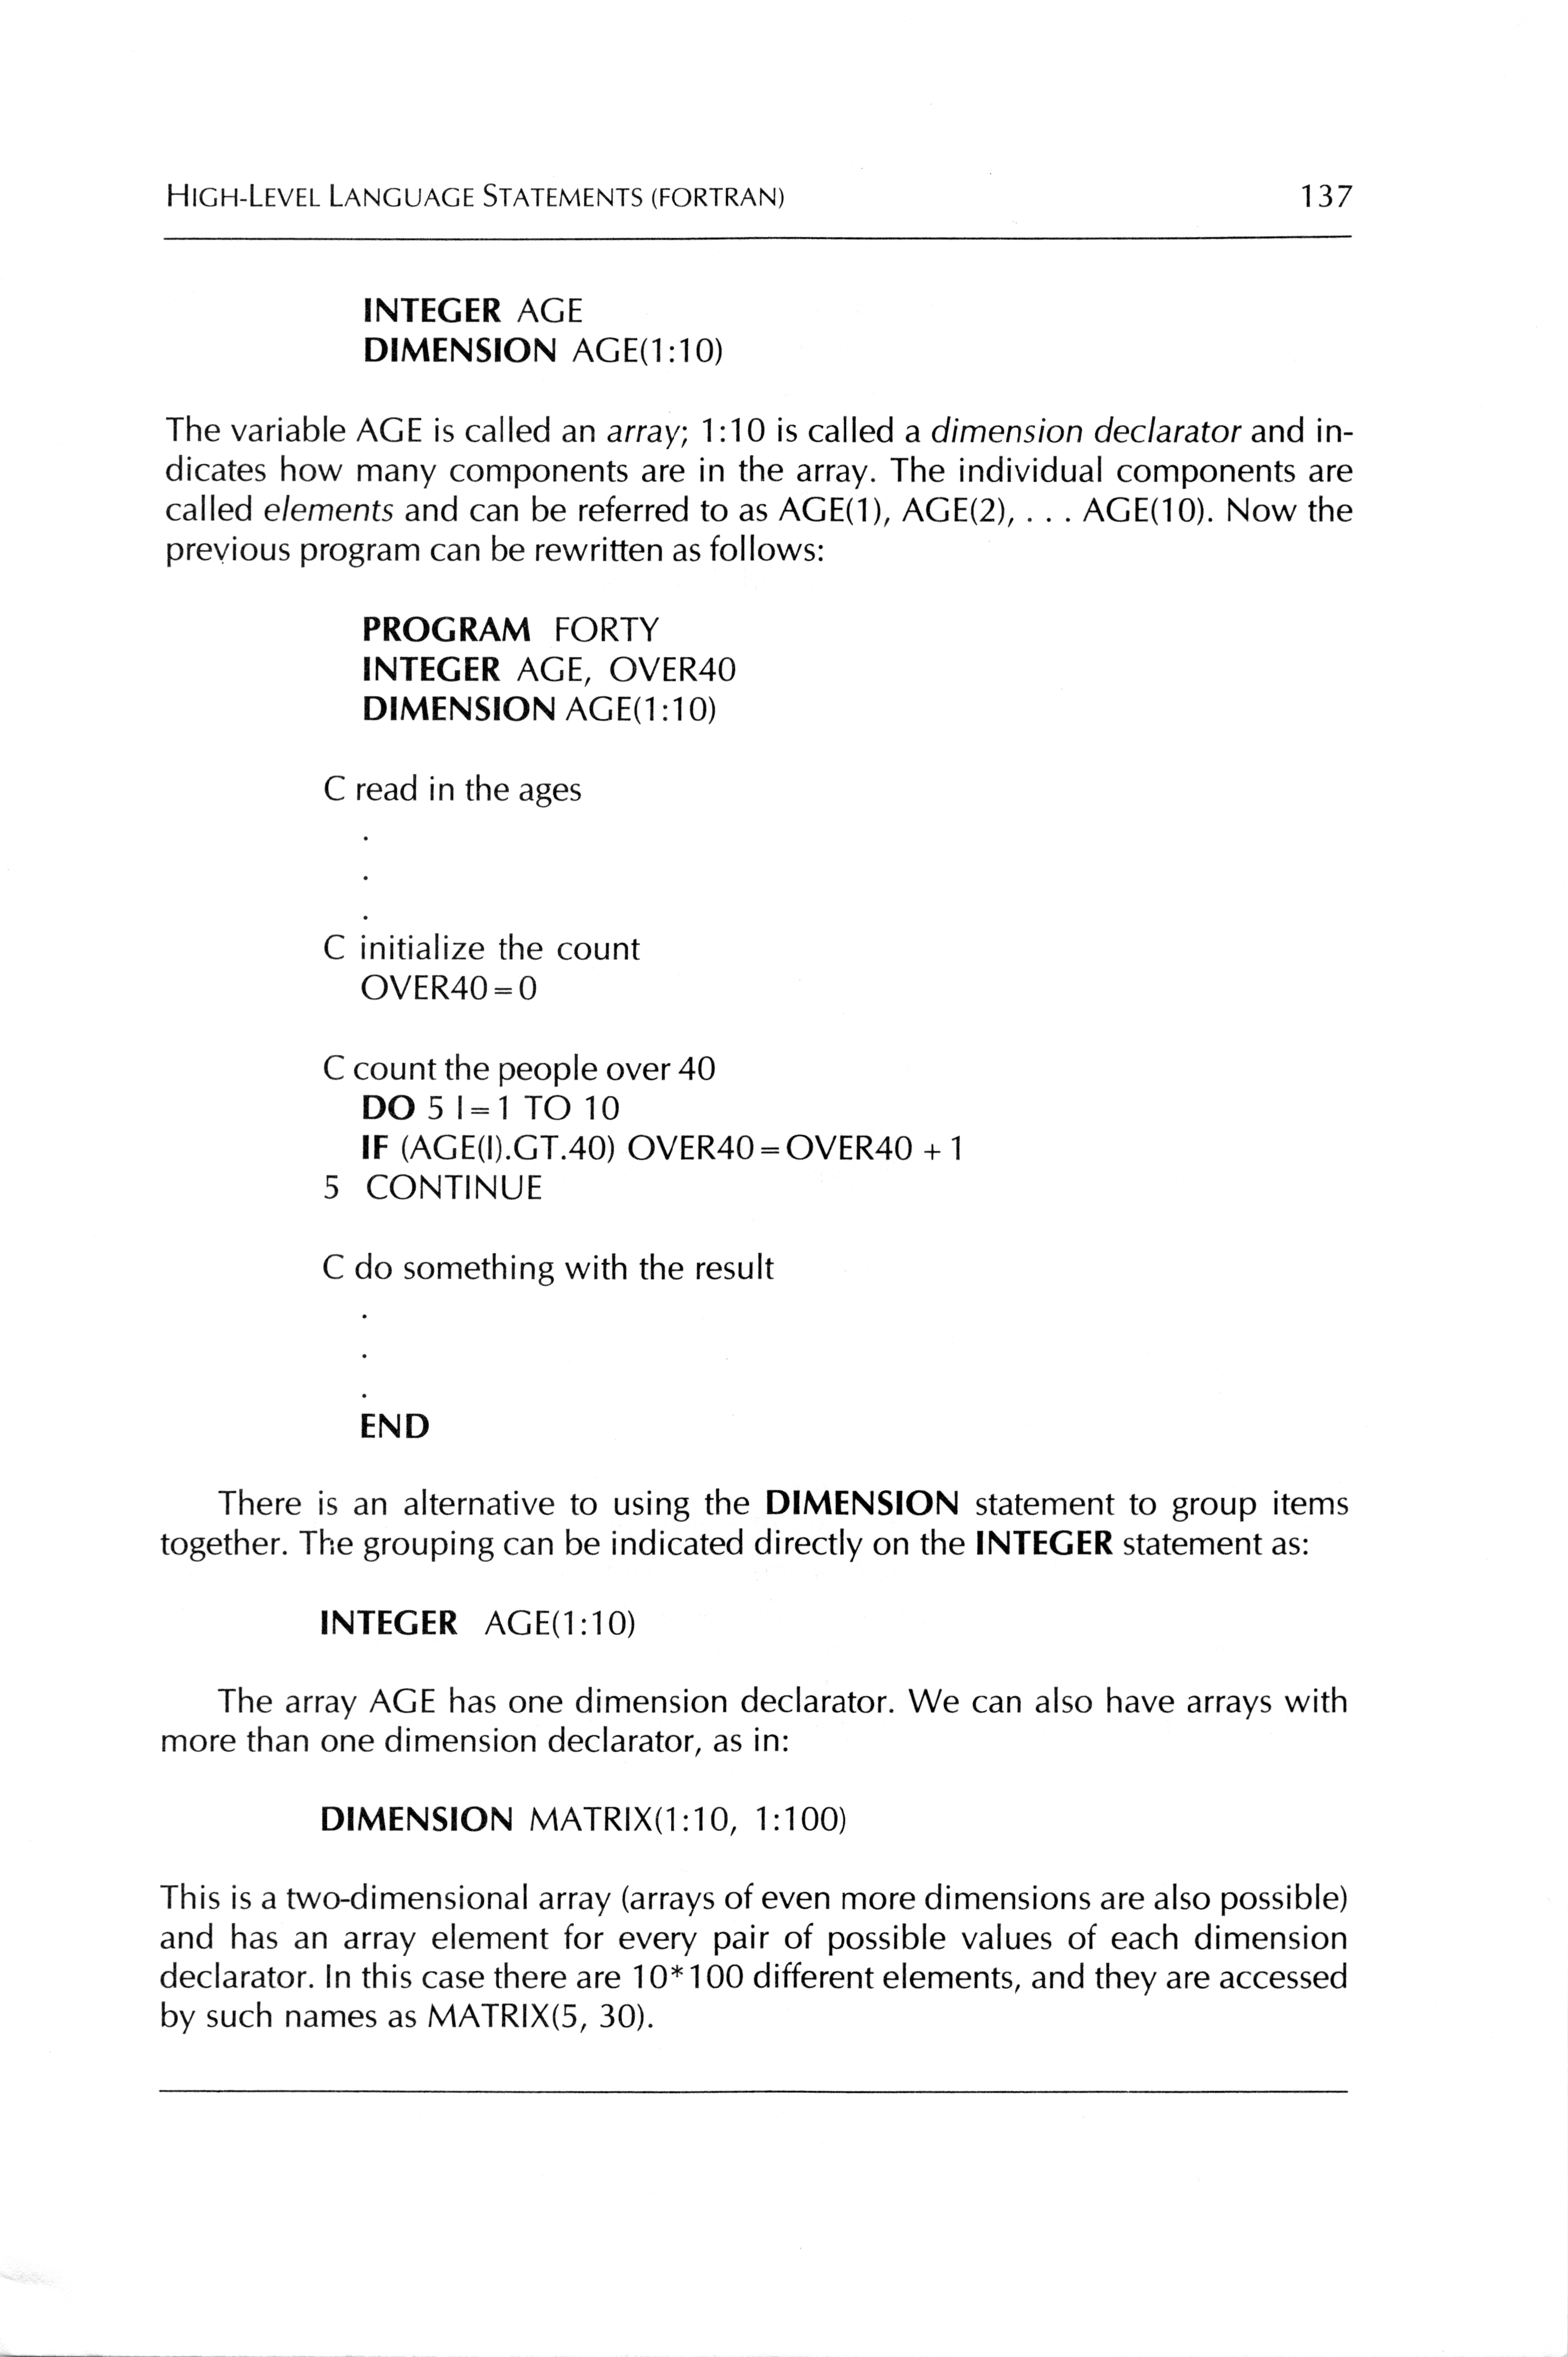 HIGH-LEVEL LANGUAGE STATEMENTS (FORTRAN) 137
INTEGER AGE
DIMENSION AGE(1:10)
The variable AGE is called an array; 1:10 is called a dimension declarator and in-
dicates how many components are in the array. The individual components are
called elements and can be referred to as AGE(1), AGE(2), . . . AGE(10). Now the
previous program can be rewritten as follows:
PROGRAM FORTY
INTEGER AGE, OVER40
DIMENSION AGE(1:10)
C read in the ages
.
.
.
C initialize the count
OVER40=0
C count the people over 40
DO 5 I=1 TO 10
IF (AGE(I).GT.40) OVER40=OVER40 + 1
5 CONTINUE
C do something with the result
.
.
.
END
There is an alternative to using the DIMENSION statement to group items
together. The grouping can be indicated directly on the INTEGER statement as:
INTEGER AGE(1:10)
The array AGE has one dimension declarator. We can also have arrays with
more than one dimension declarator, as in:
DIMENSION MATRIX(1:10, 1:100)
This is a two-dimensional array (arrays of even more dimensions are also possible)
and has an array element for every pair of possible values of each dimension
declarator. In this case there are 10*100 different elements, and they are accessed
by such names as MATRIX(5, 30).